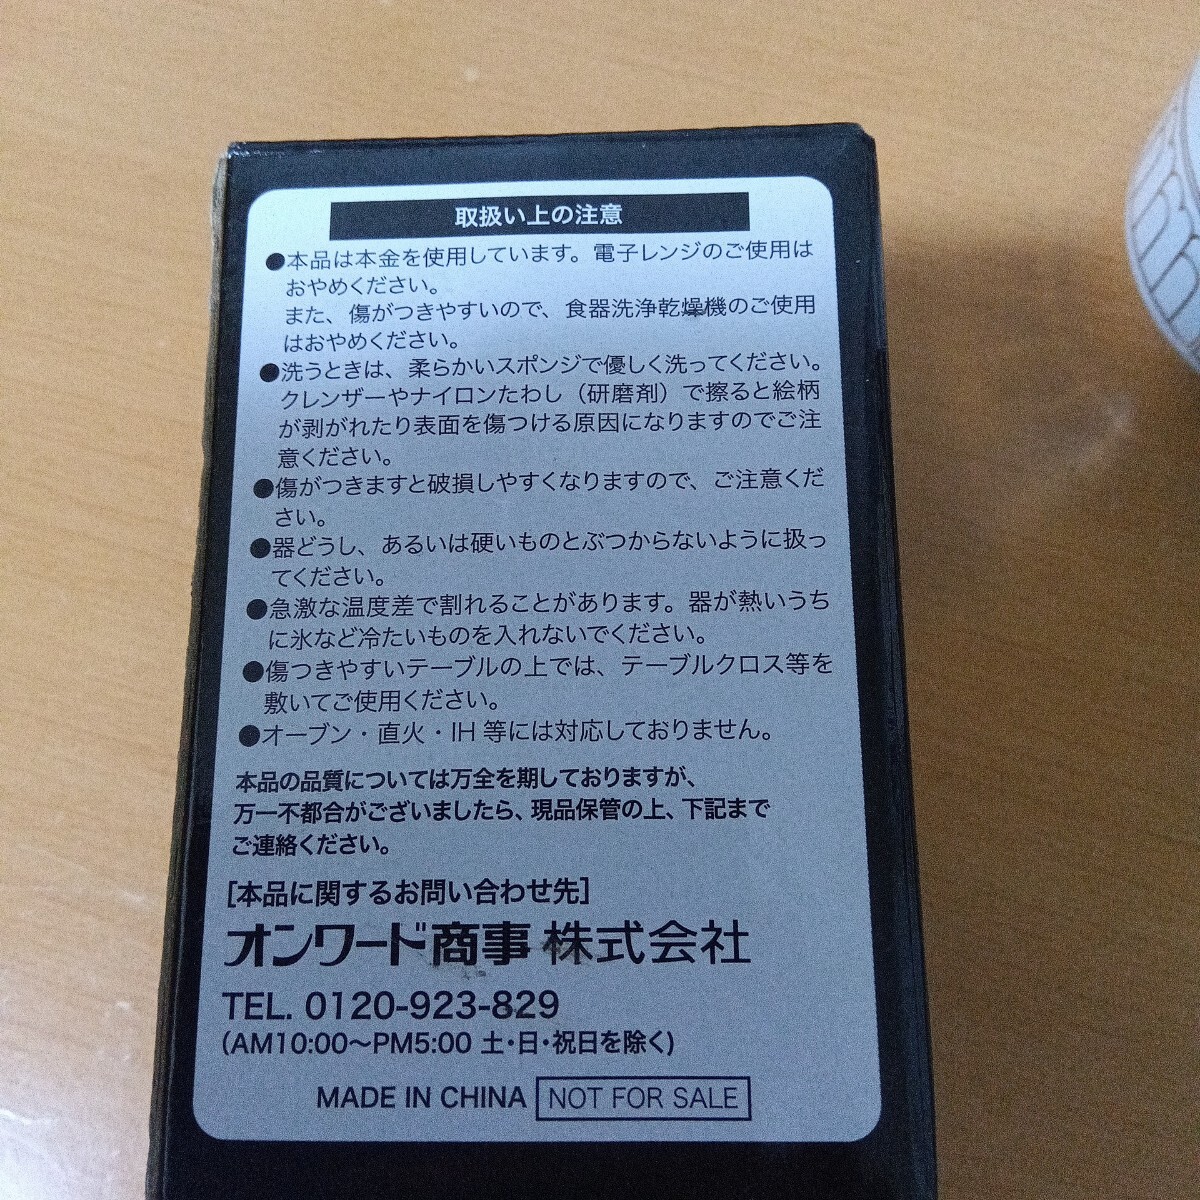 取扱い上の注意
●本品は本金を使用しています。電子レンジのご使用は
おやめください。
また、傷がつきやすいので、食器洗浄乾燥機のご使用
はおやめください。
●洗うときは、柔らかいスポンジで優しく洗ってください。
クレンザーやナイロンたわし（研磨剤）で擦ると絵柄
が剥がれたり表面を傷つける原因になりますのでご注
意ください。
●傷がつきますと破損しやすくなりますので、ご注意くだ
さい。
●器どうし、あるいは硬いものとぶつからないように扱っ
てください。
●急激な温度差で割れることがあります。器が熱いうち
に氷など冷たいものを入れないでください。
●傷つきやすいテーブルの上では、テーブルクロス等を
敷いてご使用ください。
●オーブン・直火・IH 等には対応しておりません。
本品の品質については万全を期しておりますが、
万一不都合がございましたら、現品保管の上、下記まで
ご連絡ください。
[本品に関するお問い合わせ先]
オンワード商事 株式会社
TEL. 0120-923-829
(AM10:00～PM5:00 土・日・祝日を除く)
MADE IN CHINA NOT FOR SALE